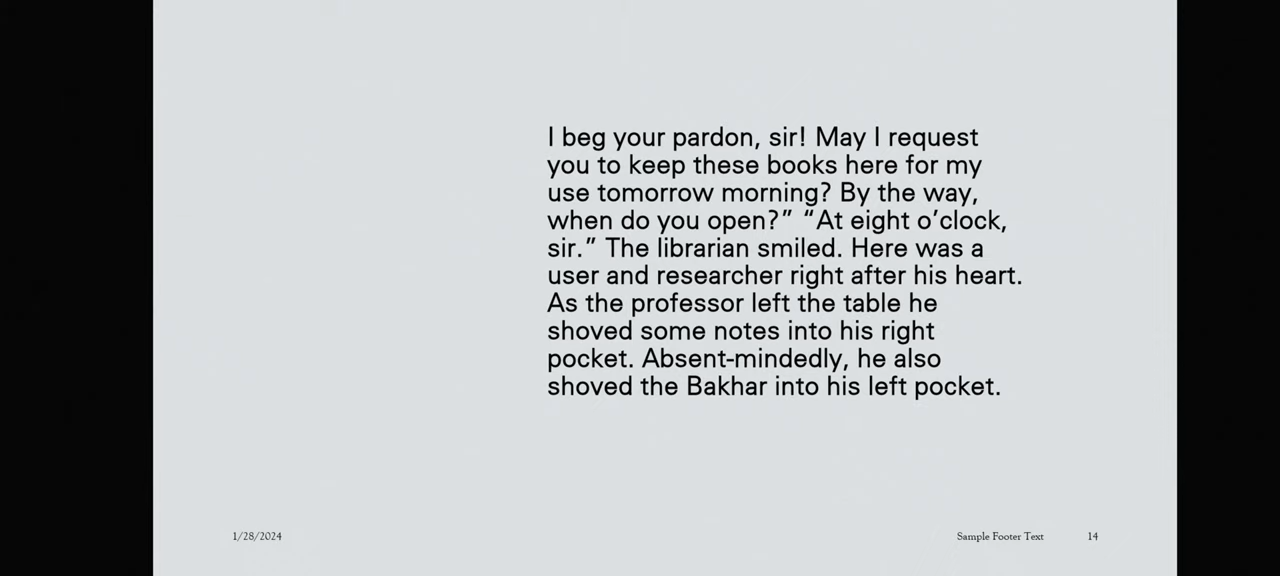 I beg your pardon, sir! May I request
you to keep these books here for my
use tomorrow morning? By the way,
when do you open?” “At eight o’clock,
sir.” The librarian smiled. Here was a
user and researcher right after his heart.
As the professor left the table he
shoved some notes into his right
pocket. Absent-mindedly, he also
shoved the Bakhar into his left pocket.
1/28/2024 Sample Footer Text 14